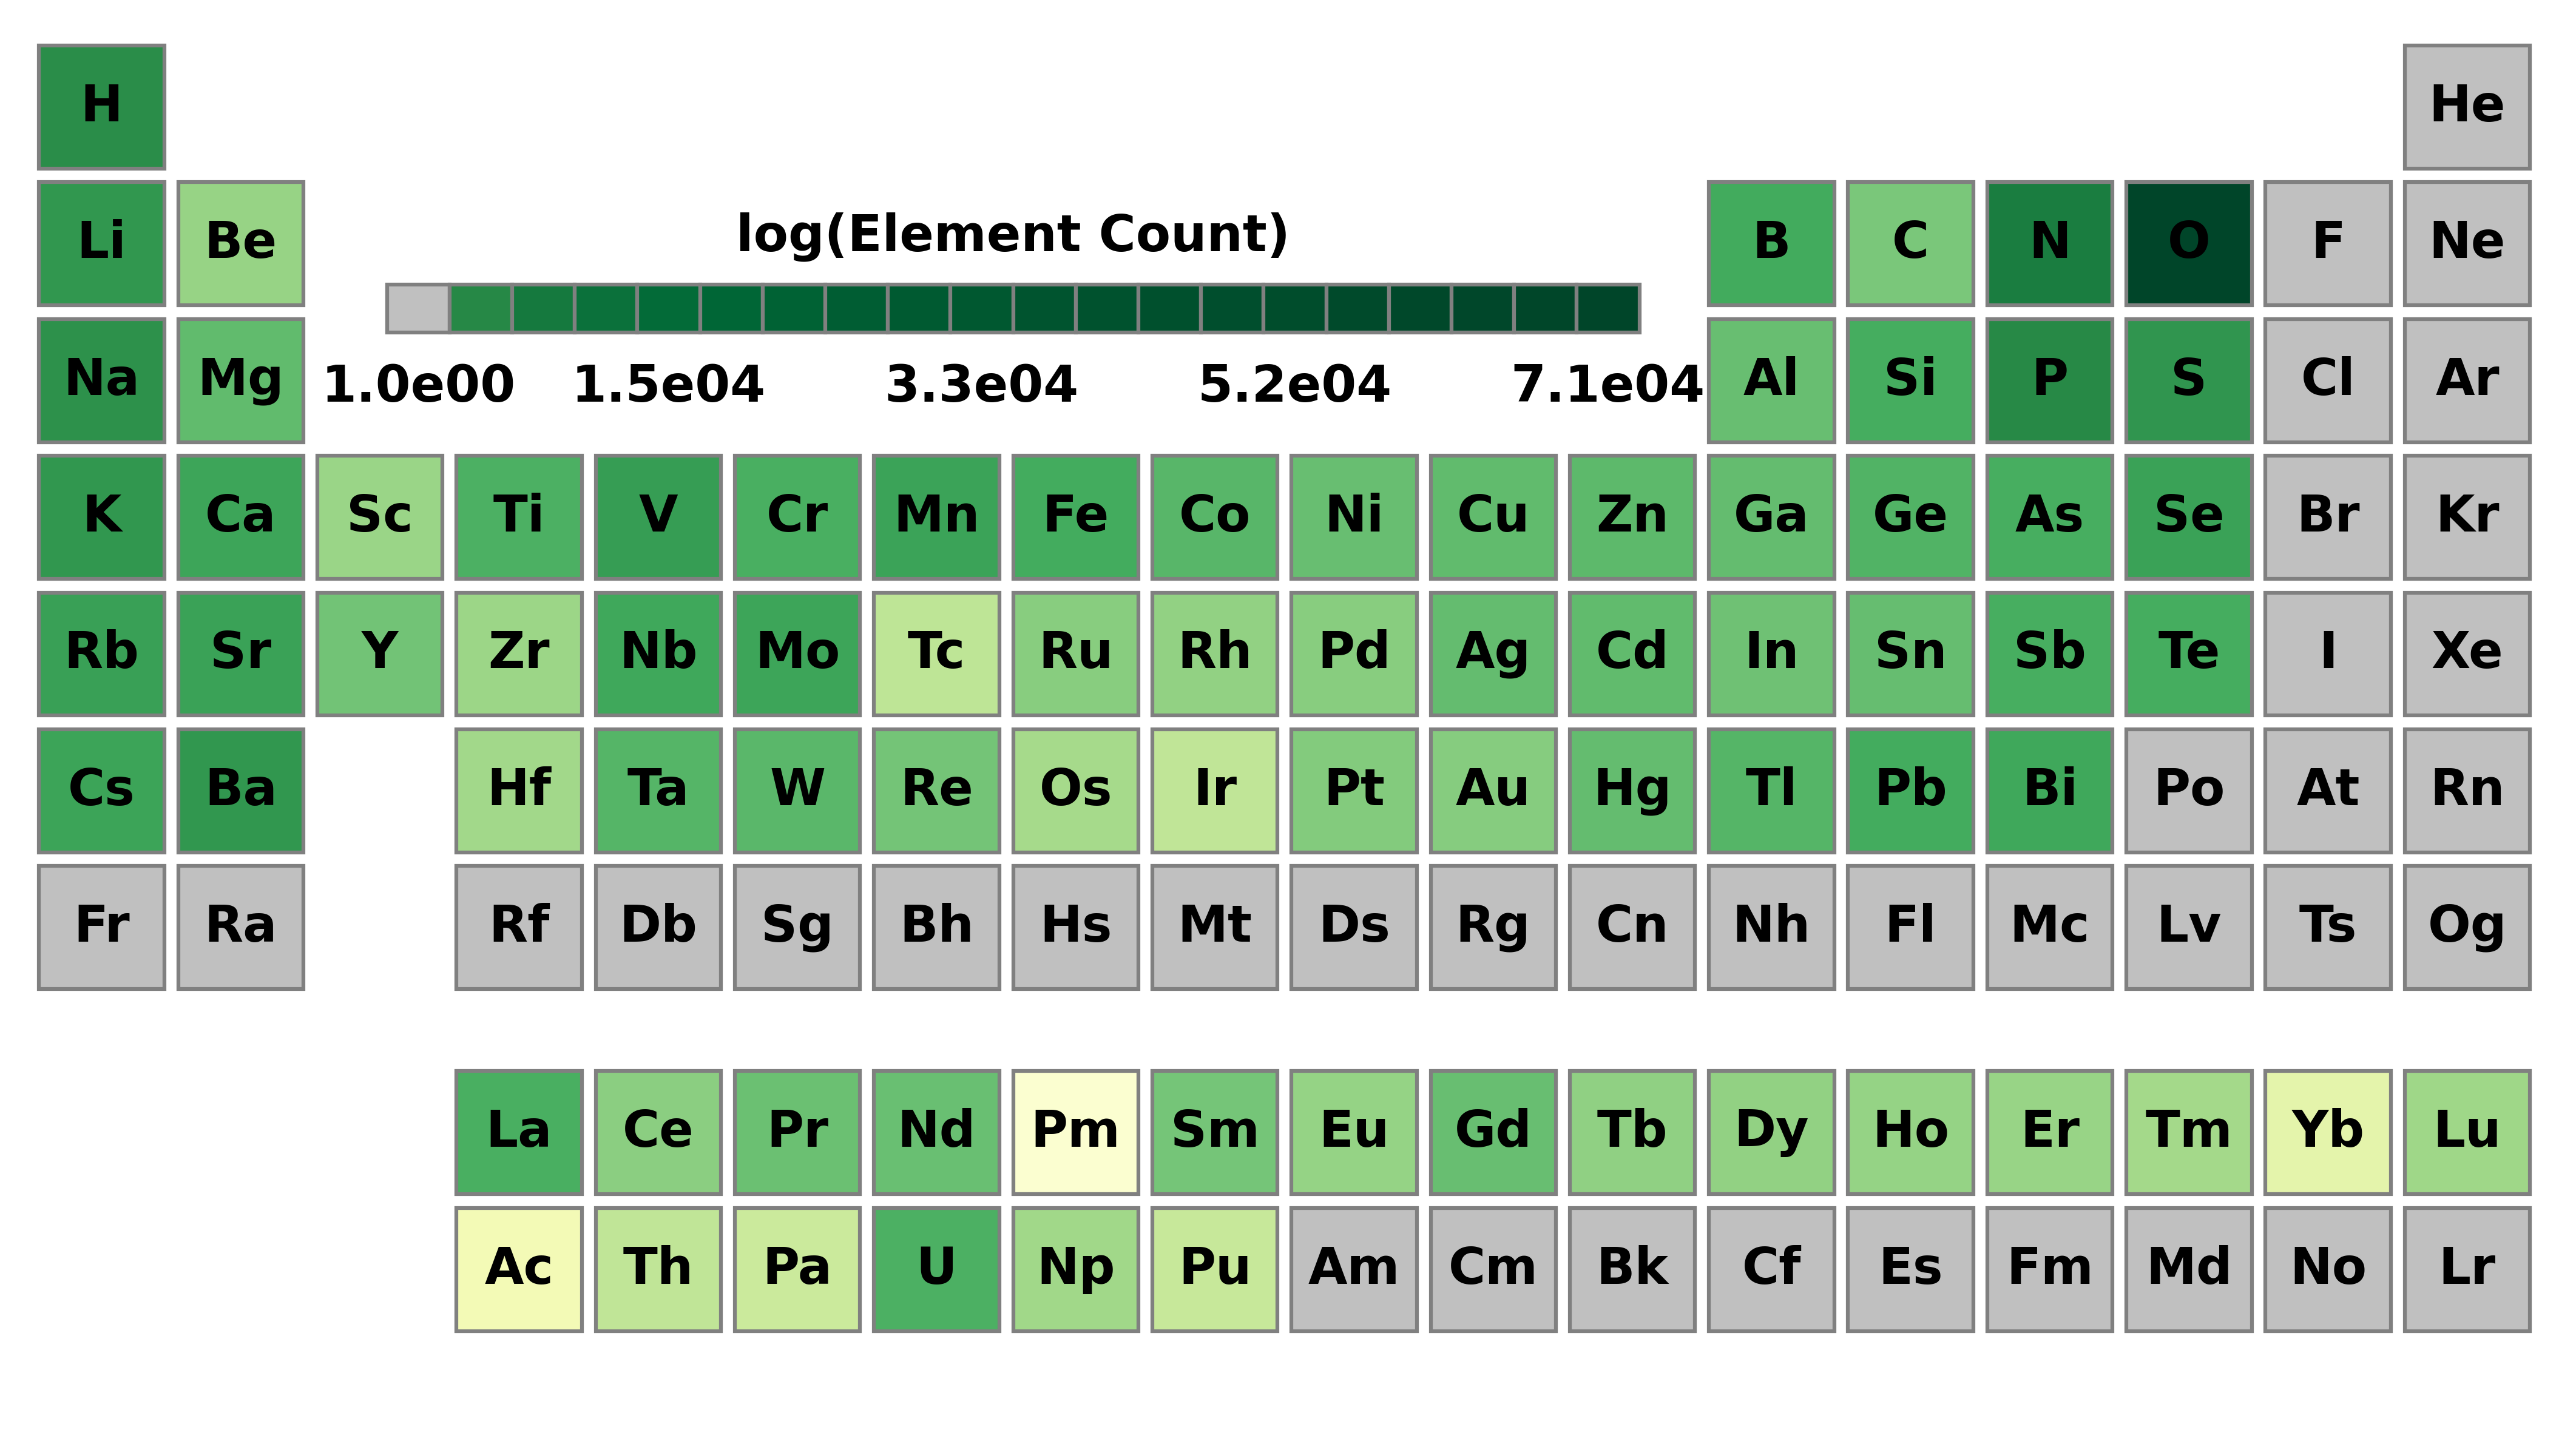 H He
Li Be B C N O F Ne
log(Element Count)
Na Mg Al Si P S Cl Ar
1.0e00 1.5e04 3.3e04 5.2e04 7.1e04
K Ca Sc Ti V Cr Mn Fe Co Ni Cu Zn Ga Ge As Se Br Kr
Rb Sr Y Zr Nb Mo Tc Ru Rh Pd Ag Cd In Sn Sb Te I Xe
Cs Ba Hf Ta W Re Os Ir Pt Au Hg Tl Pb Bi Po At Rn
Fr Ra Rf Db Sg Bh Hs Mt Ds Rg Cn Nh Fl Mc Lv Ts Og
La Ce Pr Nd Pm Sm Eu Gd Tb Dy Ho Er Tm Yb Lu
Ac Th Pa U Np Pu Am Cm Bk Cf Es Fm Md No Lr